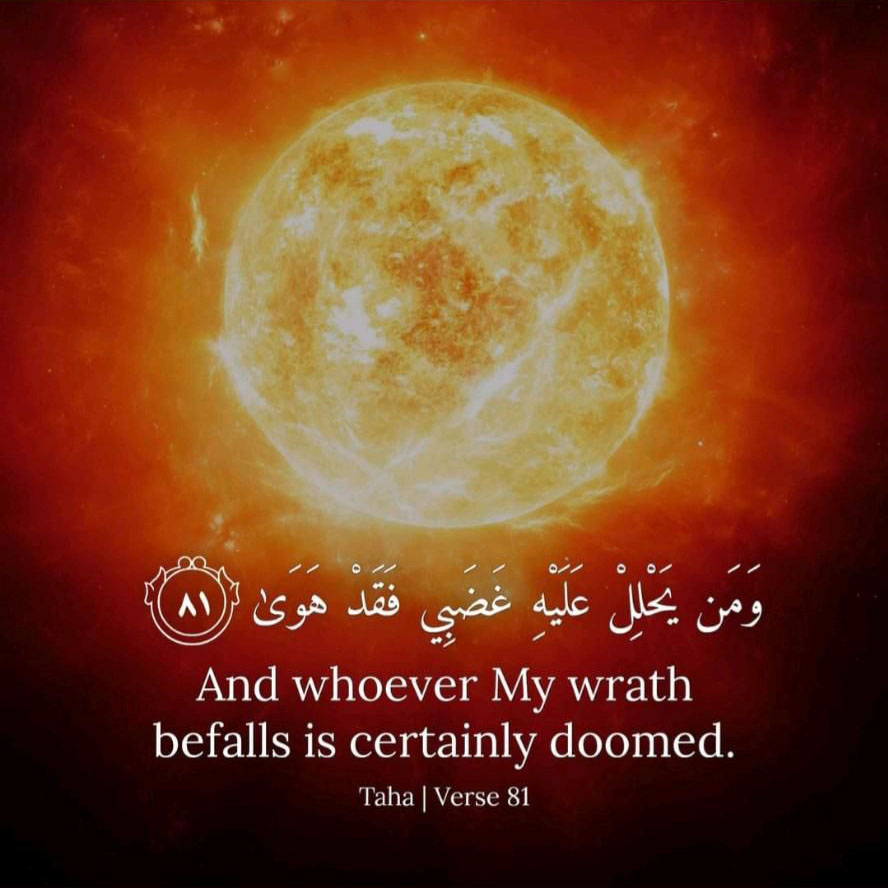 وَمَن يَحْلِلْ عَلَيْهِ غَضَبِي فَقَدْ هَوَىٰ ٨١
And whoever My wrath
befalls is certainly doomed.
Taha | Verse 81